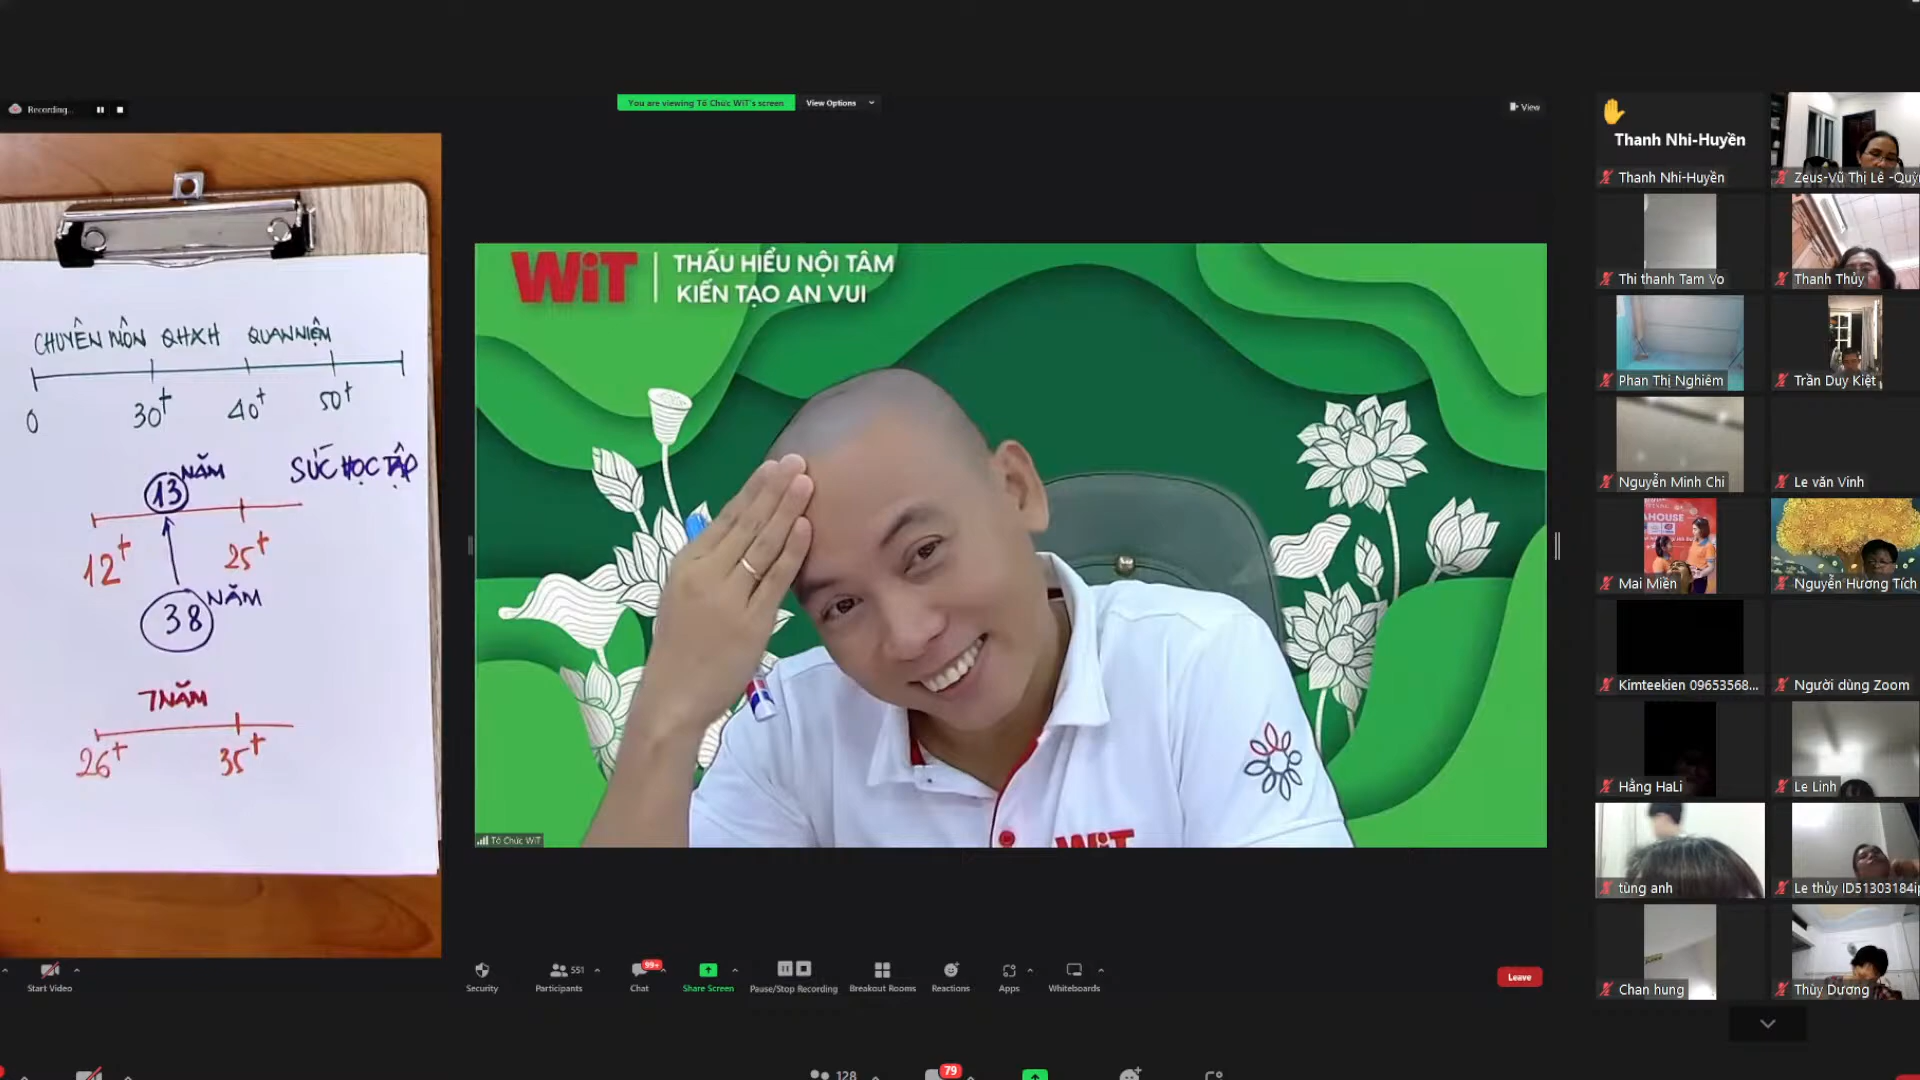 Recording...
You are viewing Tổ Chức WiT's screen
View Options
View
CHUYÊN MÔN QHXH QUAN NIỆM
0 30+ 40+ 50+
13 NĂM
SỨC HỌC TẬP
12+ 25+
38 NĂM
7 NĂM
26+ 35+
WiT
THẤU HIỂU NỘI TÂM
KIẾN TẠO AN VUI
WiT
Tổ Chức WiT
Thanh Nhi-Huyền
Thanh Nhi-Huyền
Zeus-Vũ Thị Lê -Quỳn
Thi thanh Tam Vo
Thanh Thủy
Phan Thị Nghiêm
Trần Duy Kiệt
Nguyễn Minh Chi
Le văn Vinh
AHOUSE
Mai Miền
Nguyễn Hương Tích
Kimteekien 09653568...
Người dùng Zoom
Hằng HaLi
Le Linh
tùng anh
Le thủy ID51303184ip
Chan hung
Thùy Dương
Start Video
Security
Participants
551
Chat
99+
Share Screen
Pause/Stop Recording
Breakout Rooms
Reactions
Apps
Whiteboards
Leave
128
79